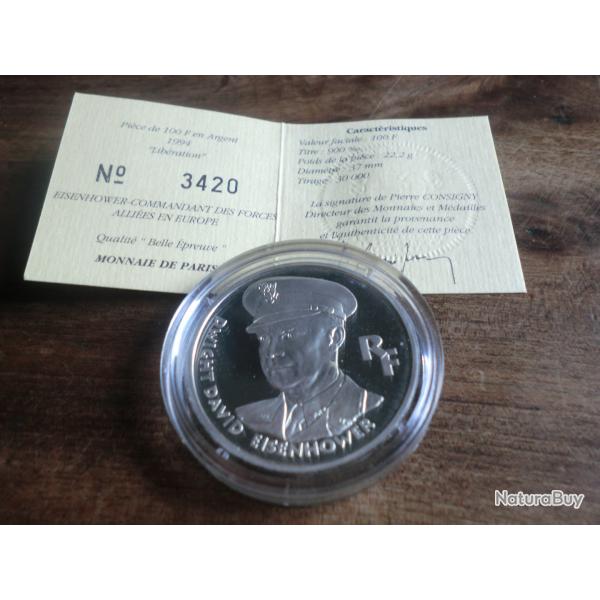 Pièce de 100 F en Argent
1994
"Libération"
Nº 3420
EISENHOWER-COMMANDANT DES FORCES
ALLIÉES EN EUROPE
Qualité " Belle Épreuve "
MONNAIE DE PARIS
Caractéristiques
Valeur faciale : 100 F
Titre : 900 ‰
Poids de la pièce : 22,2 g
Diamètre : 37 mm
Tirage : 30 000
La signature de Pierre CONSIGNY
Directeur des Monnaies et Médailles
garantit la provenance
et l'authenticité de cette pièce
DWIGHT DAVID EISENHOWER
RF
NaturaBuy